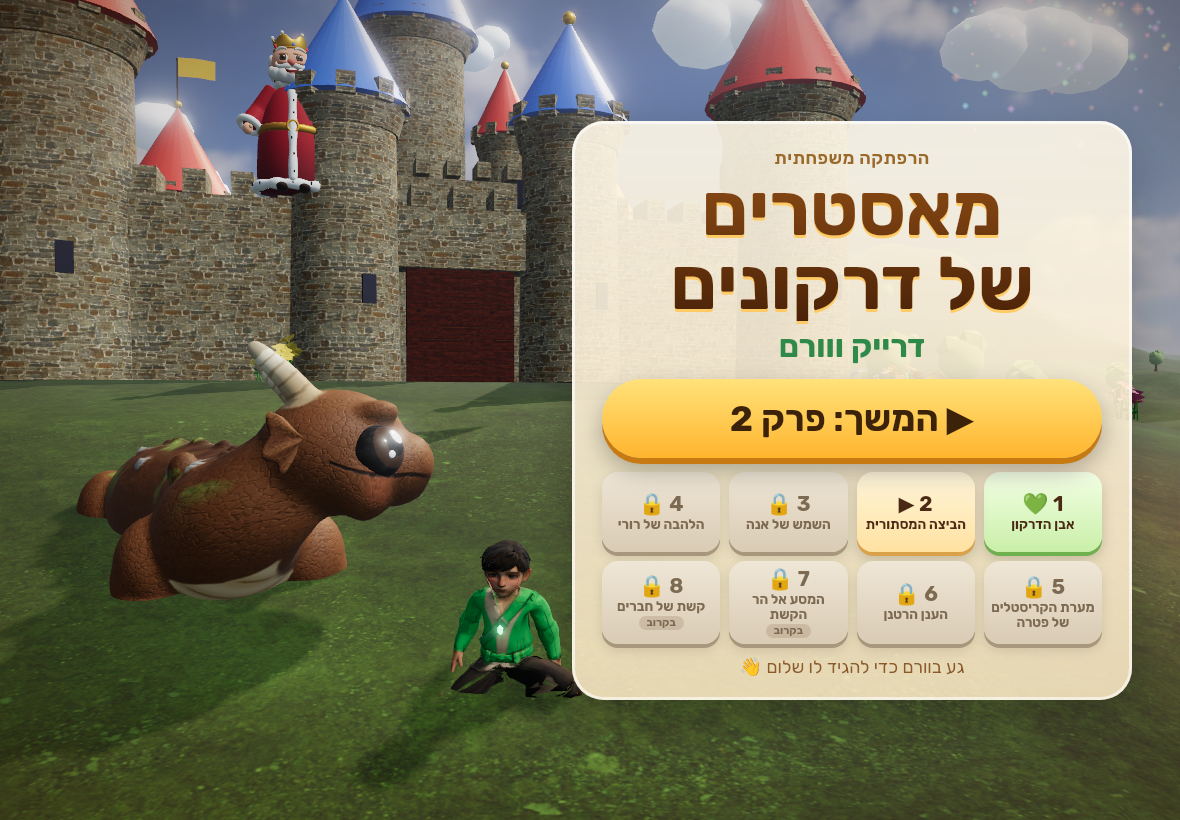 הרפתקה משפחתית
מאסטרים
של דרקונים
דרייק ווורם
▶ המשך: פרק 2
1 💚
אבן הדרקון
2 ▶
הביצה המסתורית
3 🔒
השמש של אנה
4 🔒
הלהבה של רורי
5 🔒
מערת הקריסטלים
של פטרה
6 🔒
הענן הרטנן
7 🔒
המסע אל הר
הקשת
בקרוב
8 🔒
קשת של חברים
בקרוב
גע בוורם כדי להגיד לו שלום 👋